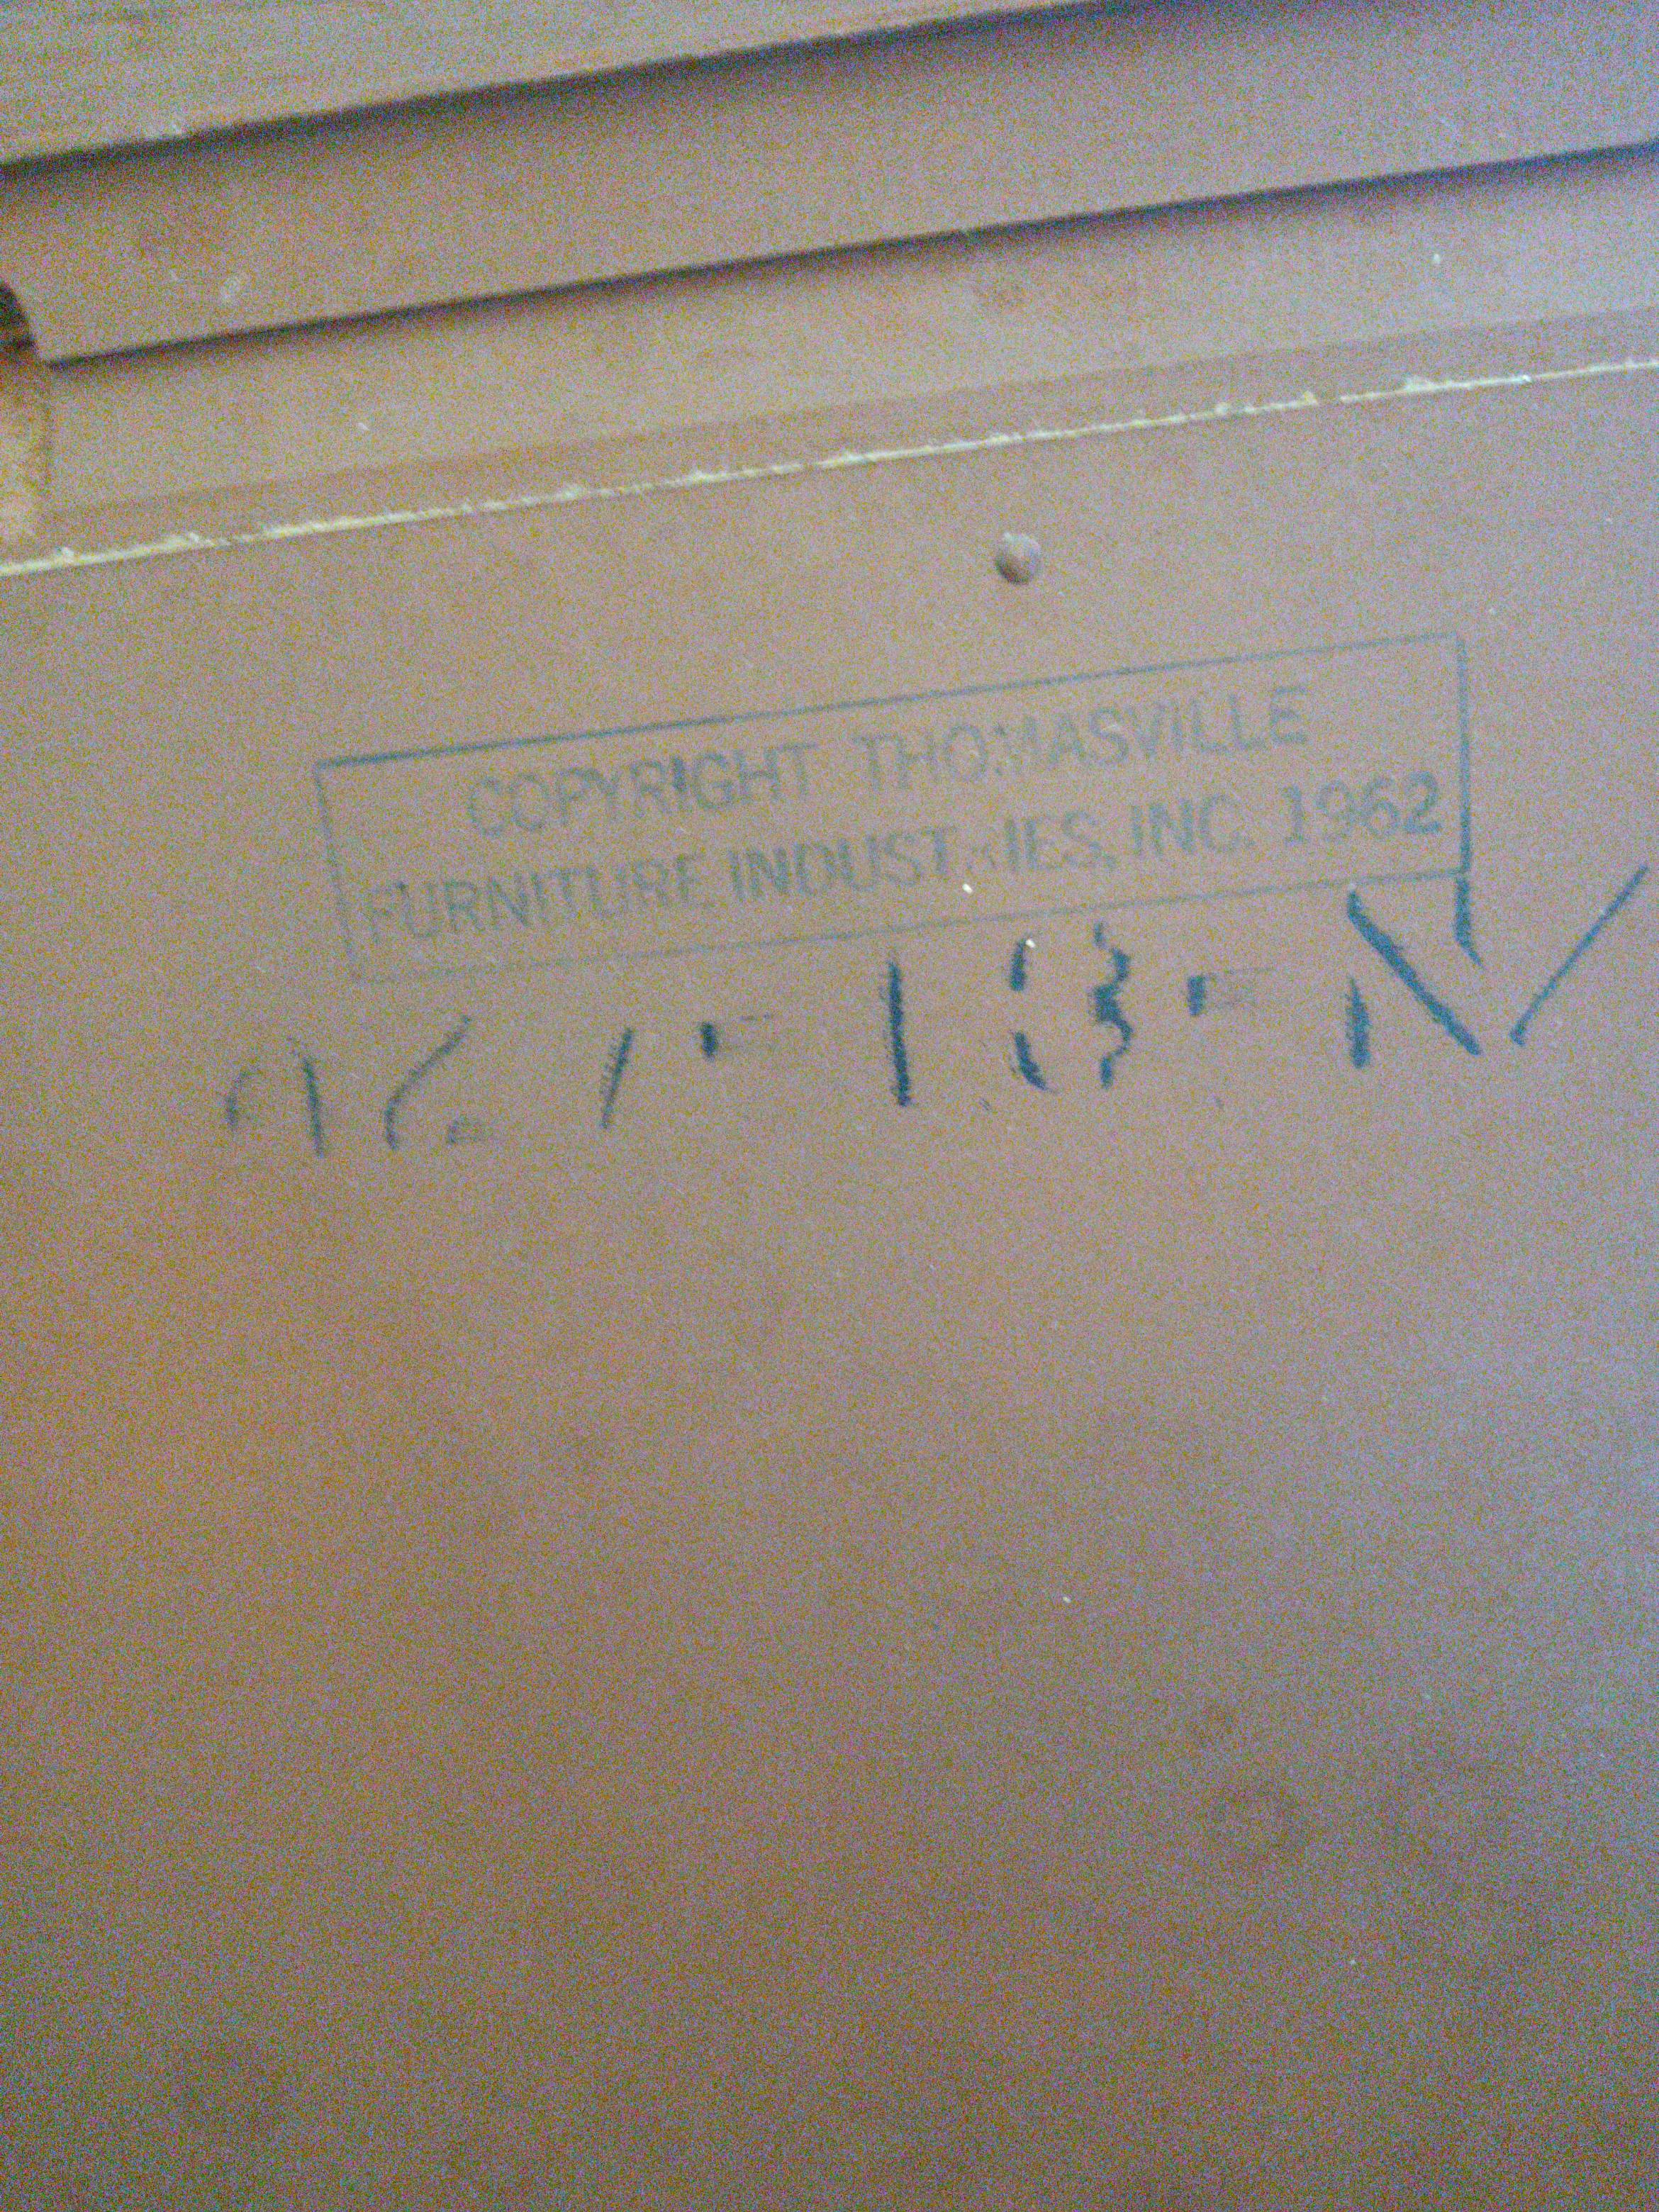 COPYRIGHT THOMASVILLE
FURNITURE INDUSTRIES, INC. 1962